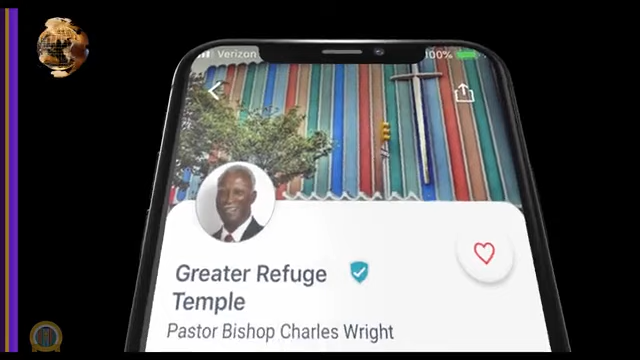 Verizon
100%
Greater Refuge
Temple
Pastor Bishop Charles Wright